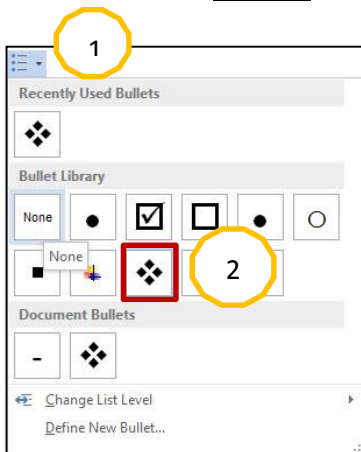 1
Recently Used Bullets
Bullet Library
None
None
2
Document Bullets
Change List Level
Define New Bullet...